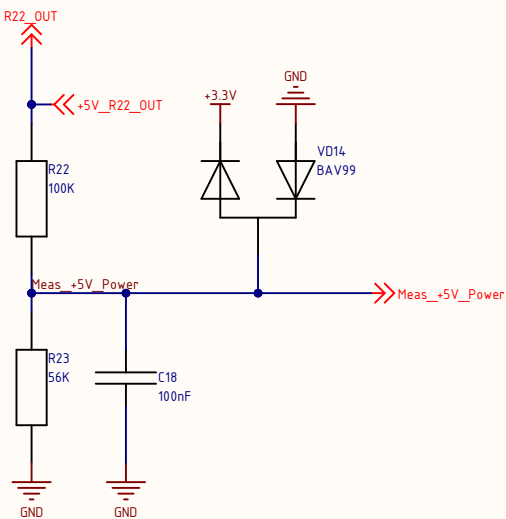 R22_OUT
+5V_R22_OUT
+3.3V
GND
VD14
BAV99
R22
100K
Meas_+5V_Power
Meas_+5V_Power
R23
56K
C18
100nF
GND
GND